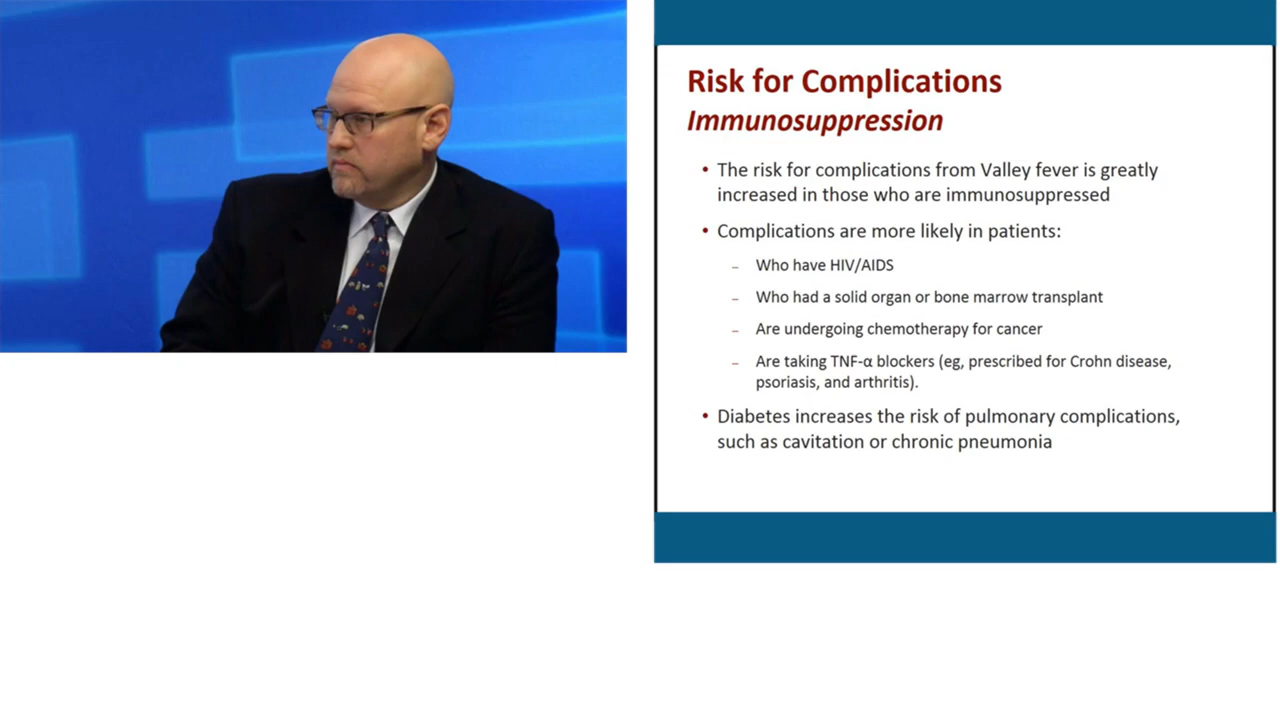 Risk for Complications
Immunosuppression
• The risk for complications from Valley fever is greatly
increased in those who are immunosuppressed
• Complications are more likely in patients:
– Who have HIV/AIDS
– Who had a solid organ or bone marrow transplant
– Are undergoing chemotherapy for cancer
– Are taking TNF-α blockers (eg, prescribed for Crohn disease,
psoriasis, and arthritis).
• Diabetes increases the risk of pulmonary complications,
such as cavitation or chronic pneumonia